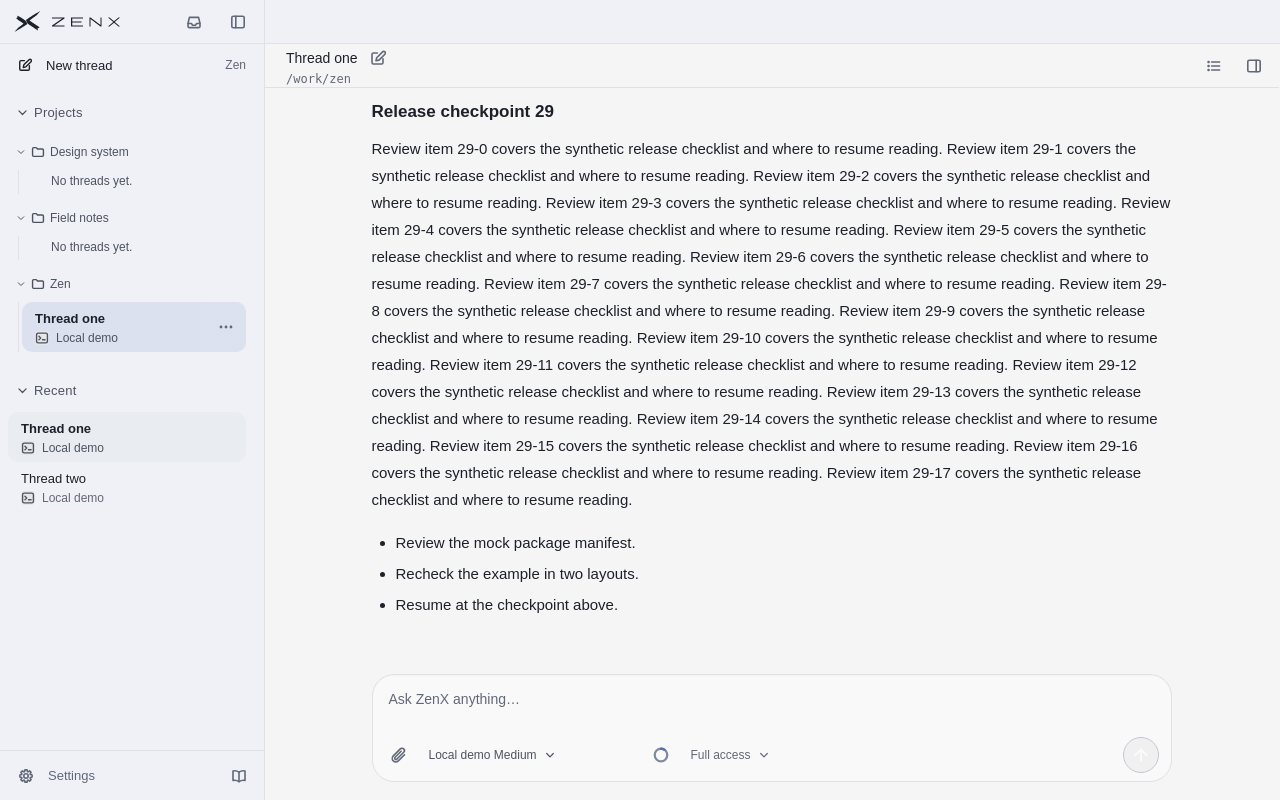 ZENX
New thread
Zen
Projects
Design system
No threads yet.
Field notes
No threads yet.
Zen
Thread one
Local demo
Recent
Thread one
Local demo
Thread two
Local demo
Settings
Thread one
/work/zen
Release checkpoint 29
Review item 29-0 covers the synthetic release checklist and where to resume reading. Review item 29-1 covers the
synthetic release checklist and where to resume reading. Review item 29-2 covers the synthetic release checklist and
where to resume reading. Review item 29-3 covers the synthetic release checklist and where to resume reading. Review
item 29-4 covers the synthetic release checklist and where to resume reading. Review item 29-5 covers the synthetic
release checklist and where to resume reading. Review item 29-6 covers the synthetic release checklist and where to
resume reading. Review item 29-7 covers the synthetic release checklist and where to resume reading. Review item 29-
8 covers the synthetic release checklist and where to resume reading. Review item 29-9 covers the synthetic release
checklist and where to resume reading. Review item 29-10 covers the synthetic release checklist and where to resume
reading. Review item 29-11 covers the synthetic release checklist and where to resume reading. Review item 29-12
covers the synthetic release checklist and where to resume reading. Review item 29-13 covers the synthetic release
checklist and where to resume reading. Review item 29-14 covers the synthetic release checklist and where to resume
reading. Review item 29-15 covers the synthetic release checklist and where to resume reading. Review item 29-16
covers the synthetic release checklist and where to resume reading. Review item 29-17 covers the synthetic release
checklist and where to resume reading.
• Review the mock package manifest.
• Recheck the example in two layouts.
• Resume at the checkpoint above.
Ask ZenX anything…
Local demo Medium
Full access